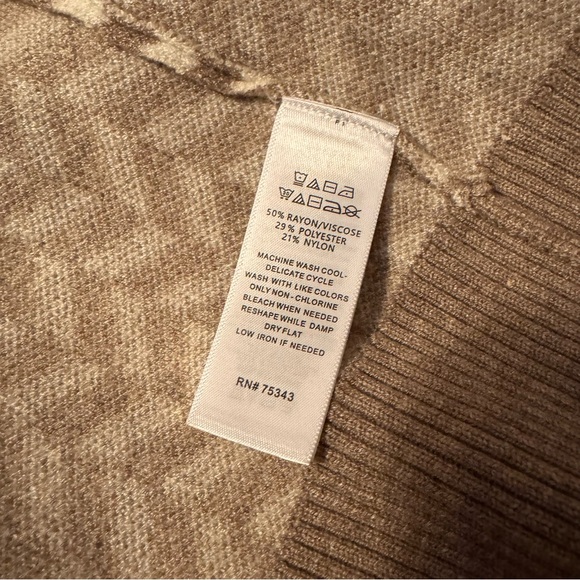 50% RAYON/VISCOSE
29% POLYESTER
21% NYLON
MACHINE WASH COOL-
DELICATE CYCLE
WASH WITH LIKE COLORS
ONLY NON-CHLORINE
BLEACH WHEN NEEDED
RESHAPE WHILE DAMP
DRY FLAT
LOW IRON IF NEEDED
RN# 75343